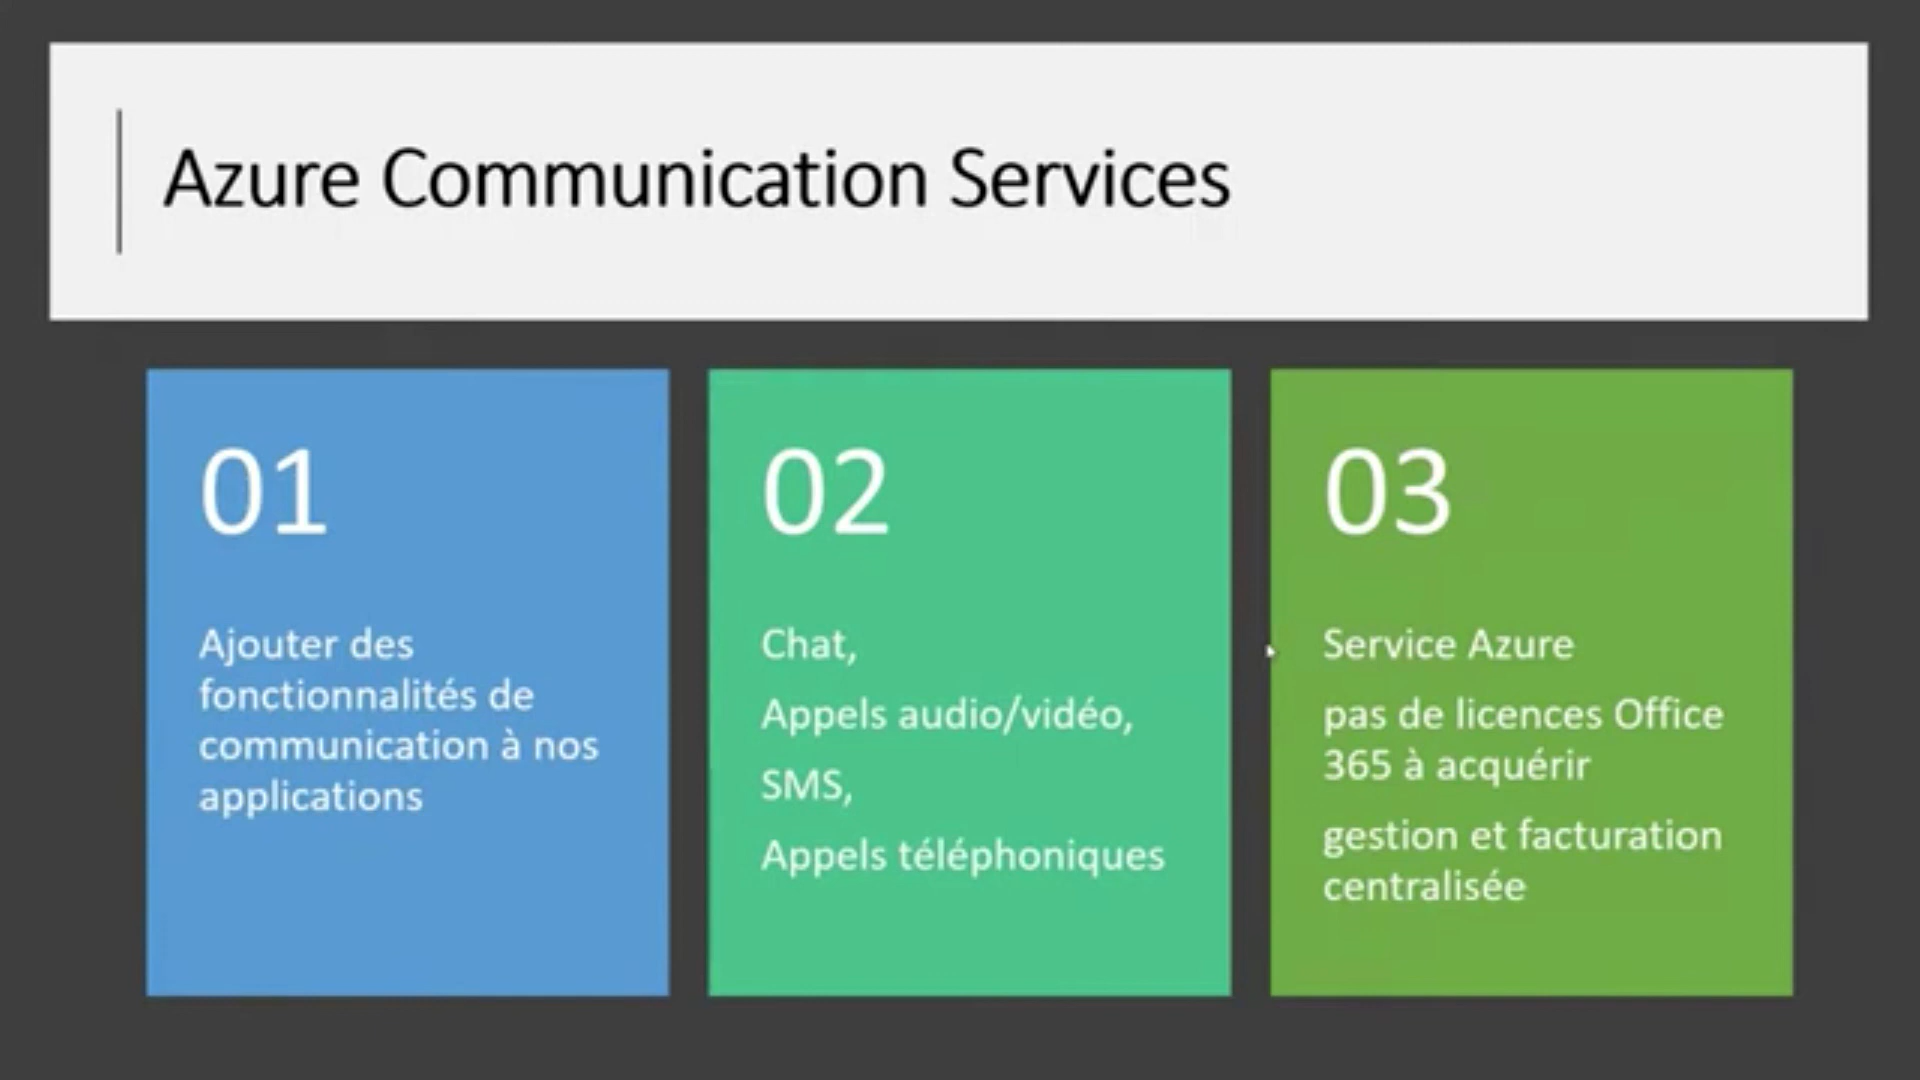 Azure Communication Services
01
Ajouter des
fonctionnalités de
communication à nos
applications
02
Chat,
Appels audio/vidéo,
SMS,
Appels téléphoniques
03
Service Azure
pas de licences Office
365 à acquérir
gestion et facturation
centralisée